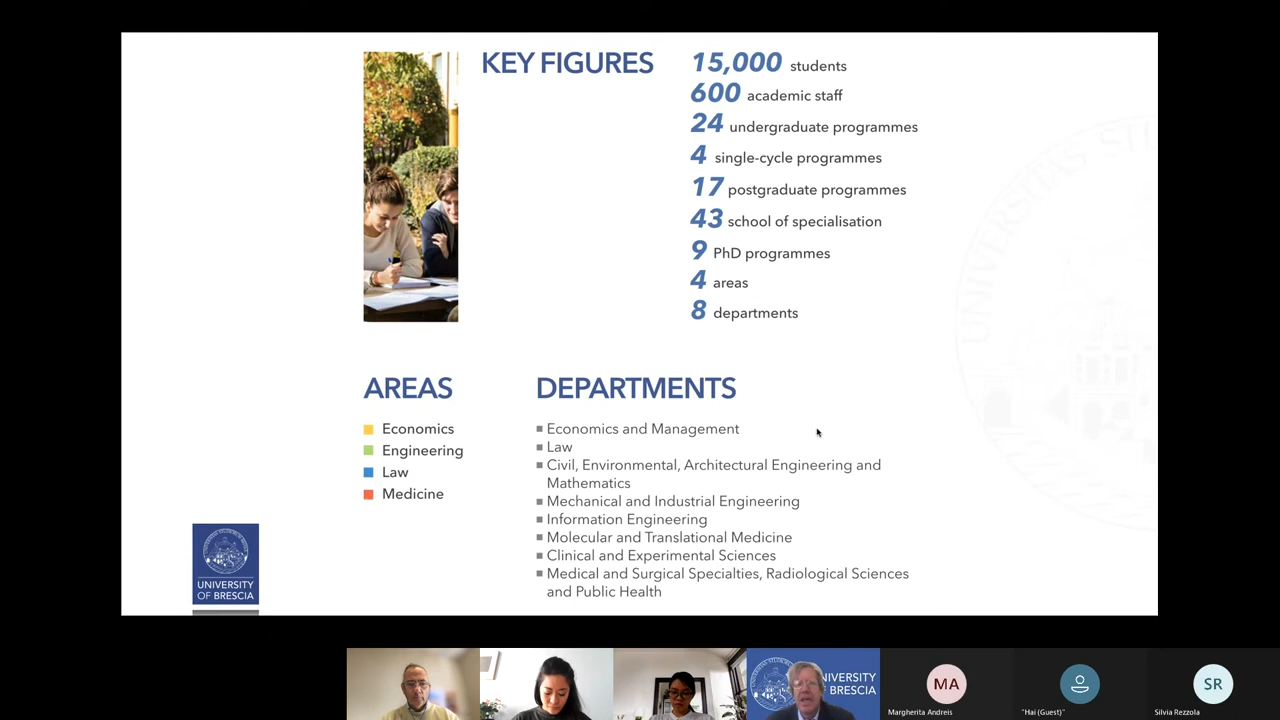 KEY FIGURES
15,000 students
600 academic staff
24 undergraduate programmes
4 single-cycle programmes
17 postgraduate programmes
43 school of specialisation
9 PhD programmes
4 areas
8 departments
AREAS
Economics
Engineering
Law
Medicine
DEPARTMENTS
Economics and Management
Law
Civil, Environmental, Architectural Engineering and
Mathematics
Mechanical and Industrial Engineering
Information Engineering
Molecular and Translational Medicine
Clinical and Experimental Sciences
Medical and Surgical Specialties, Radiological Sciences
and Public Health
UNIVERSITY
OF BRESCIA
UNIVERSITAS STU
UNIVERSITY
OF BRESCIA
MA
Margherita Andreis
"Hai (Guest)"
SR
Silvia Rezzola